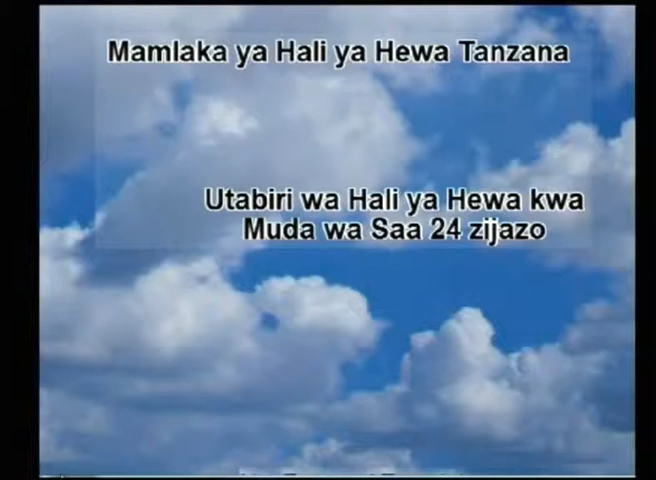 Mamlaka ya Hali ya Hewa Tanzana
Utabiri wa Hali ya Hewa kwa
Muda wa Saa 24 zijazo